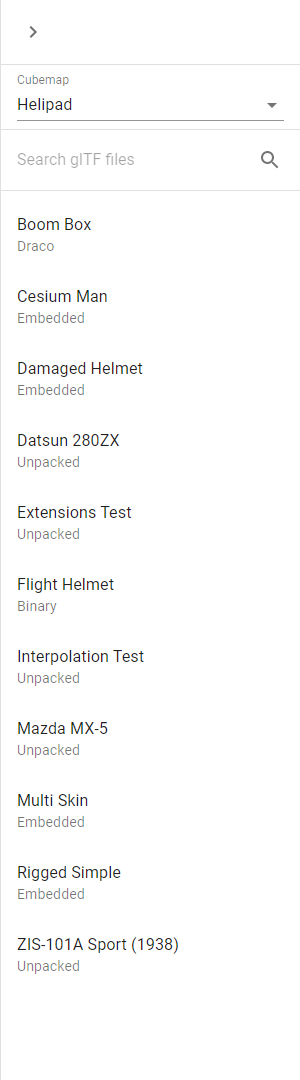 Cubemap
Helipad
Search glTF files
Boom Box
Draco
Cesium Man
Embedded
Damaged Helmet
Embedded
Datsun 280ZX
Unpacked
Extensions Test
Unpacked
Flight Helmet
Binary
Interpolation Test
Unpacked
Mazda MX-5
Unpacked
Multi Skin
Embedded
Rigged Simple
Embedded
ZIS-101A Sport (1938)
Unpacked